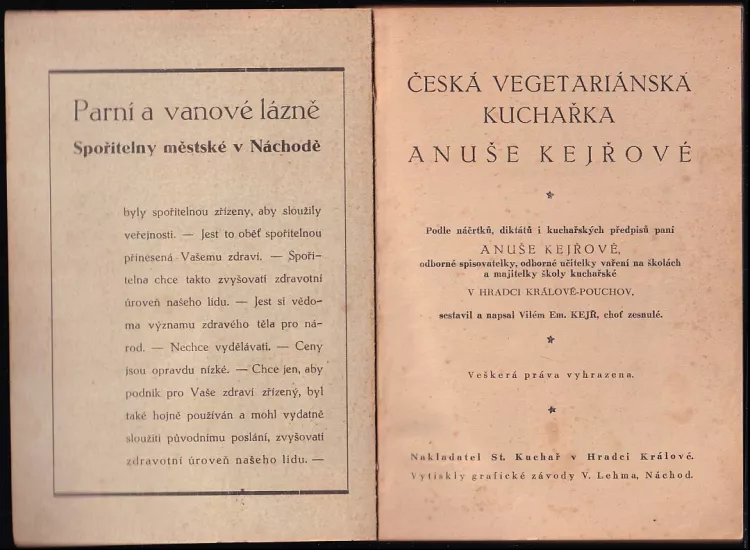 Parní a vanové lázně
Spořitelny městské v Náchodě
byly spořitelnou zřízeny, aby sloužily
veřejnosti. — Jest to oběť spořitelnou
přinesená Vašemu zdraví. — Spoři-
telna chce takto zvyšovati zdravotní
úroveň našeho lidu. — Jest si vědo-
ma významu zdravého těla pro ná-
rod. — Nechce vydělávati. — Ceny
jsou opravdu nízké. — Chce jen, aby
podnik pro Vaše zdraví zřízený, byl
také hojně používán a mohl vydatně
sloužiti původnímu poslání, zvyšovati
zdravotní úroveň našeho lidu. —
ČESKÁ VEGETARIÁNSKÁ
KUCHAŘKA
ANUŠE KEJŘOVÉ
Podle náčrtků, diktátů i kuchařských předpisů paní
ANUŠE KEJŘOVÉ,
odborné spisovatelky, odborné učitelky vaření na školách
a majitelky školy kuchařské
V HRADCI KRÁLOVÉ-POUCHOV,
sestavil a napsal Vilém Em. KEJŘ, choť zesnulé.
Veškerá práva vyhrazena.
Nakladatel St. Kuchař v Hradci Králové.
Vytiskly grafické závody V. Lehma, Náchod.